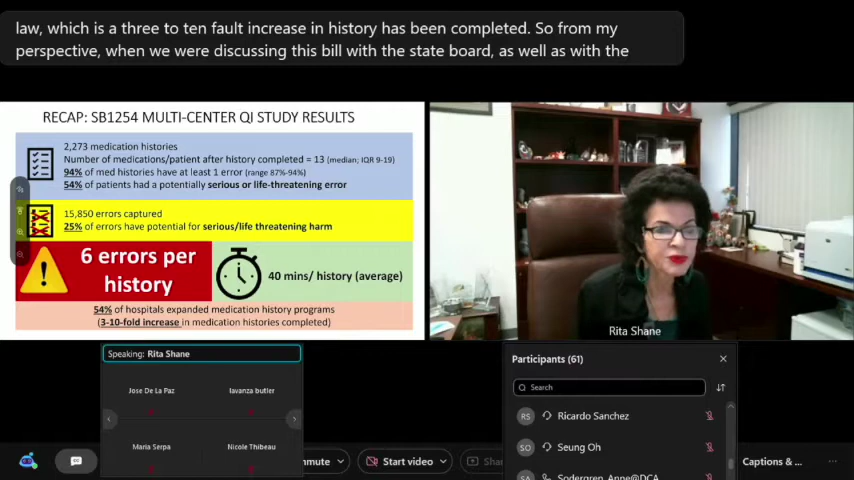 law, which is a three to ten fault increase in history has been completed. So from my
perspective, when we were discussing this bill with the state board, as well as with the
RECAP: SB1254 MULTI-CENTER QI STUDY RESULTS
2,273 medication histories
Number of medications/patient after history completed = 13 (median; IQR 9-19)
94% of med histories have at least 1 error (range 87%-94%)
54% of patients had a potentially serious or life-threatening error
15,850 errors captured
25% of errors have potential for serious/life threatening harm
6 errors per
history
40 mins/ history (average)
54% of hospitals expanded medication history programs
(3-10-fold increase in medication histories completed)
Rita Shane
Speaking: Rita Shane
Jose De La Paz
lavanza butler
Maria Serpa
Nicole Thibeau
Participants (61)
Search
RS Ricardo Sanchez
SO Seung Oh
SA Sodergren, Anne@DCA
mute
Start video
Shar
Captions & ...